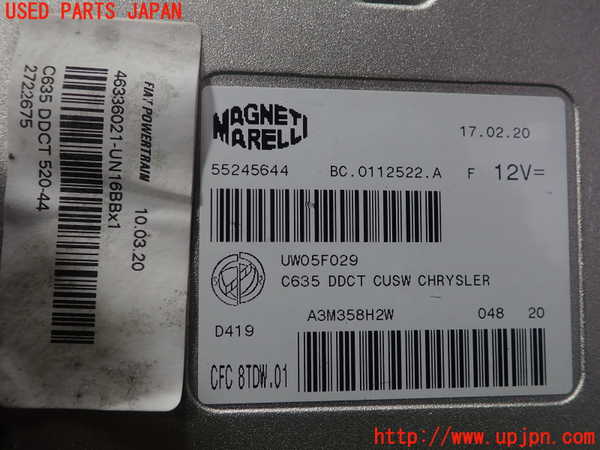 USED PARTS JAPAN
FIAT POWERTRAIN
10.03.20
46336021-UN16BBx1
C635 DDCT 520-44
2722675
MAGNETI
MARELLI
17.02.20
55245644 BC.0112522.A F 12V=
UW05F029
C635 DDCT CUSW CHRYSLER
A3M358H2W 048 20
D419
CFC 8TDW.01
http://www.upjpn.com/